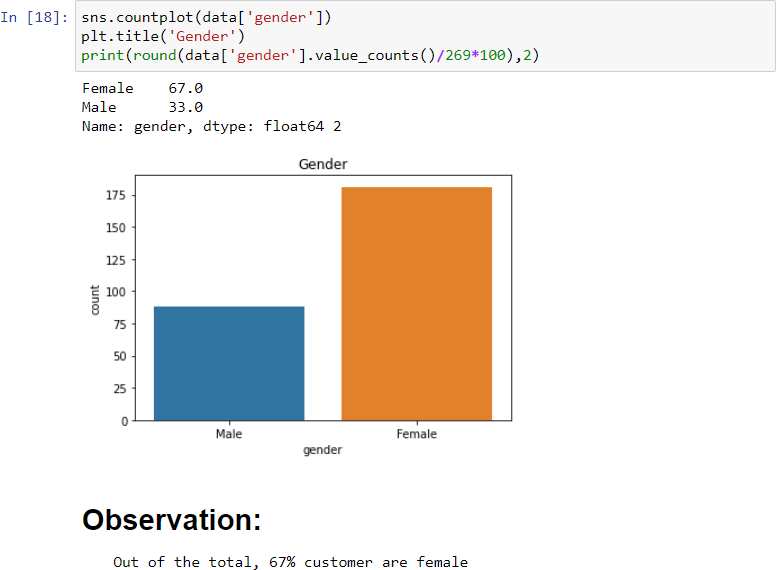 In [18]: sns.countplot(data['gender'])
plt.title('Gender')
print(round(data['gender'].value_counts()/269*100),2)
Female 67.0
Male 33.0
Name: gender, dtype: float64 2
Gender
175
150
125
100
75
50
25
0
count
Male Female
gender
Observation:
Out of the total, 67% customer are female